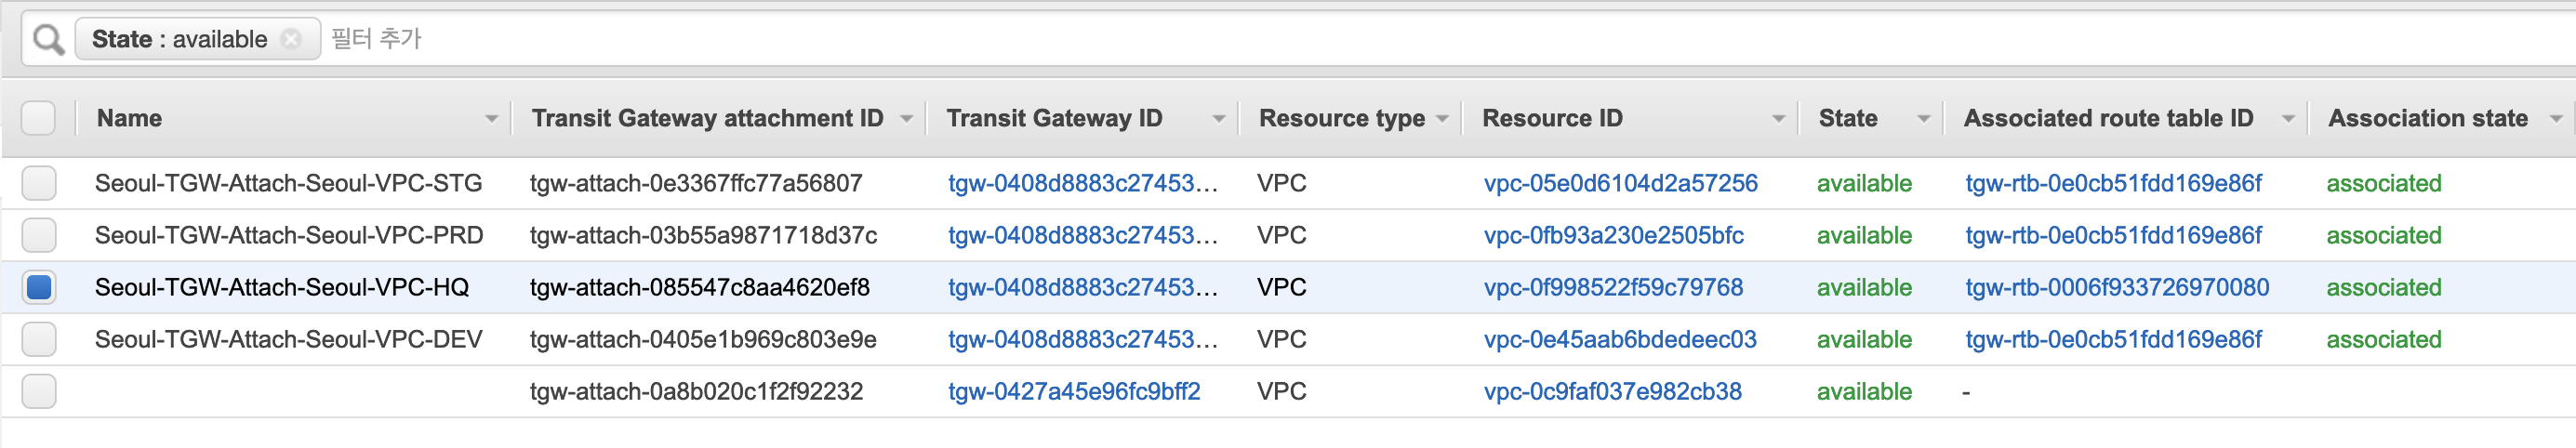 State : available 필터 추가
Name Transit Gateway attachment ID Transit Gateway ID Resource type Resource ID State Associated route table ID Association state
Seoul-TGW-Attach-Seoul-VPC-STG tgw-attach-0e3367ffc77a56807 tgw-0408d8883c27453... VPC vpc-05e0d6104d2a57256 available tgw-rtb-0e0cb51fdd169e86f associated
Seoul-TGW-Attach-Seoul-VPC-PRD tgw-attach-03b55a9871718d37c tgw-0408d8883c27453... VPC vpc-0fb93a230e2505bfc available tgw-rtb-0e0cb51fdd169e86f associated
Seoul-TGW-Attach-Seoul-VPC-HQ tgw-attach-085547c8aa4620ef8 tgw-0408d8883c27453... VPC vpc-0f998522f59c79768 available tgw-rtb-0006f933726970080 associated
Seoul-TGW-Attach-Seoul-VPC-DEV tgw-attach-0405e1b969c803e9e tgw-0408d8883c27453... VPC vpc-0e45aab6bdedeec03 available tgw-rtb-0e0cb51fdd169e86f associated
tgw-attach-0a8b020c1f2f92232 tgw-0427a45e96fc9bff2 VPC vpc-0c9faf037e982cb38 available -